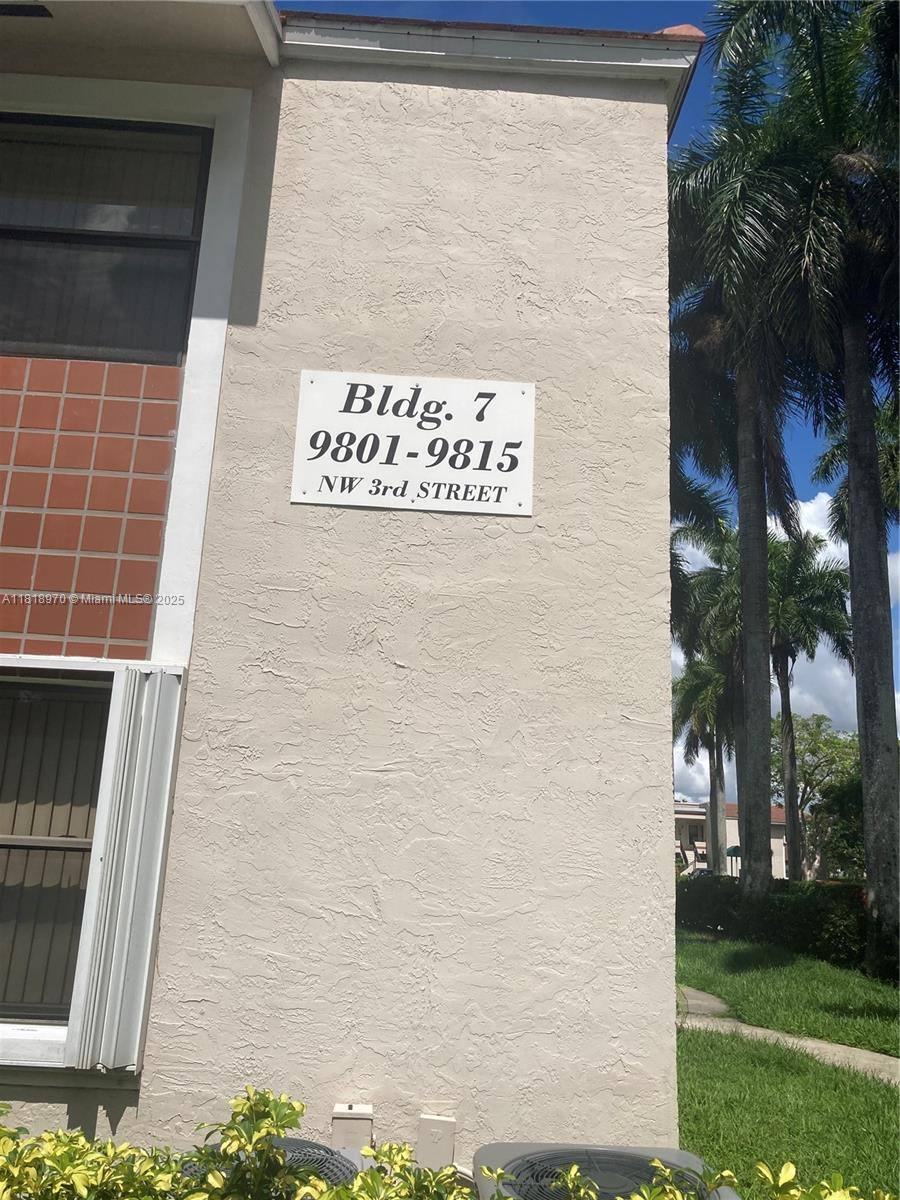 Bldg. 7
9801-9815
NW 3rd STREET
A11818970 © Miami MLS® 2025